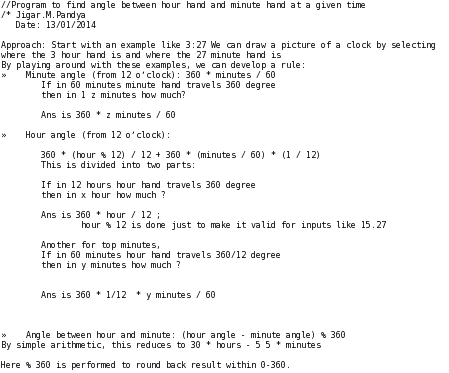 //Program to find angle between hour hand and minute hand at a given time
/* Jigar.M.Pandya
Date: 13/01/2014
Approach: Start with an example like 3:27 We can draw a picture of a clock by selecting
where the 3 hour hand is and where the 27 minute hand is
By playing around with these examples, we can develop a rule:
» Minute angle (from 12 o’clock): 360 * minutes / 60
If in 60 minutes minute hand travels 360 degree
then in 1 z minutes how much?
Ans is 360 * z minutes / 60
» Hour angle (from 12 o’clock):
360 * (hour % 12) / 12 + 360 * (minutes / 60) * (1 / 12)
This is divided into two parts:
If in 12 hours hour hand travels 360 degree
then in x hour how much ?
Ans is 360 * hour / 12 ;
hour % 12 is done just to make it valid for inputs like 15.27
Another for top minutes,
If in 60 minutes hour hand travels 360/12 degree
then in y minutes how much ?
Ans is 360 * 1/12 * y minutes / 60
» Angle between hour and minute: (hour angle - minute angle) % 360
By simple arithmetic, this reduces to 30 * hours - 5 5 * minutes
Here % 360 is performed to round back result within 0-360.